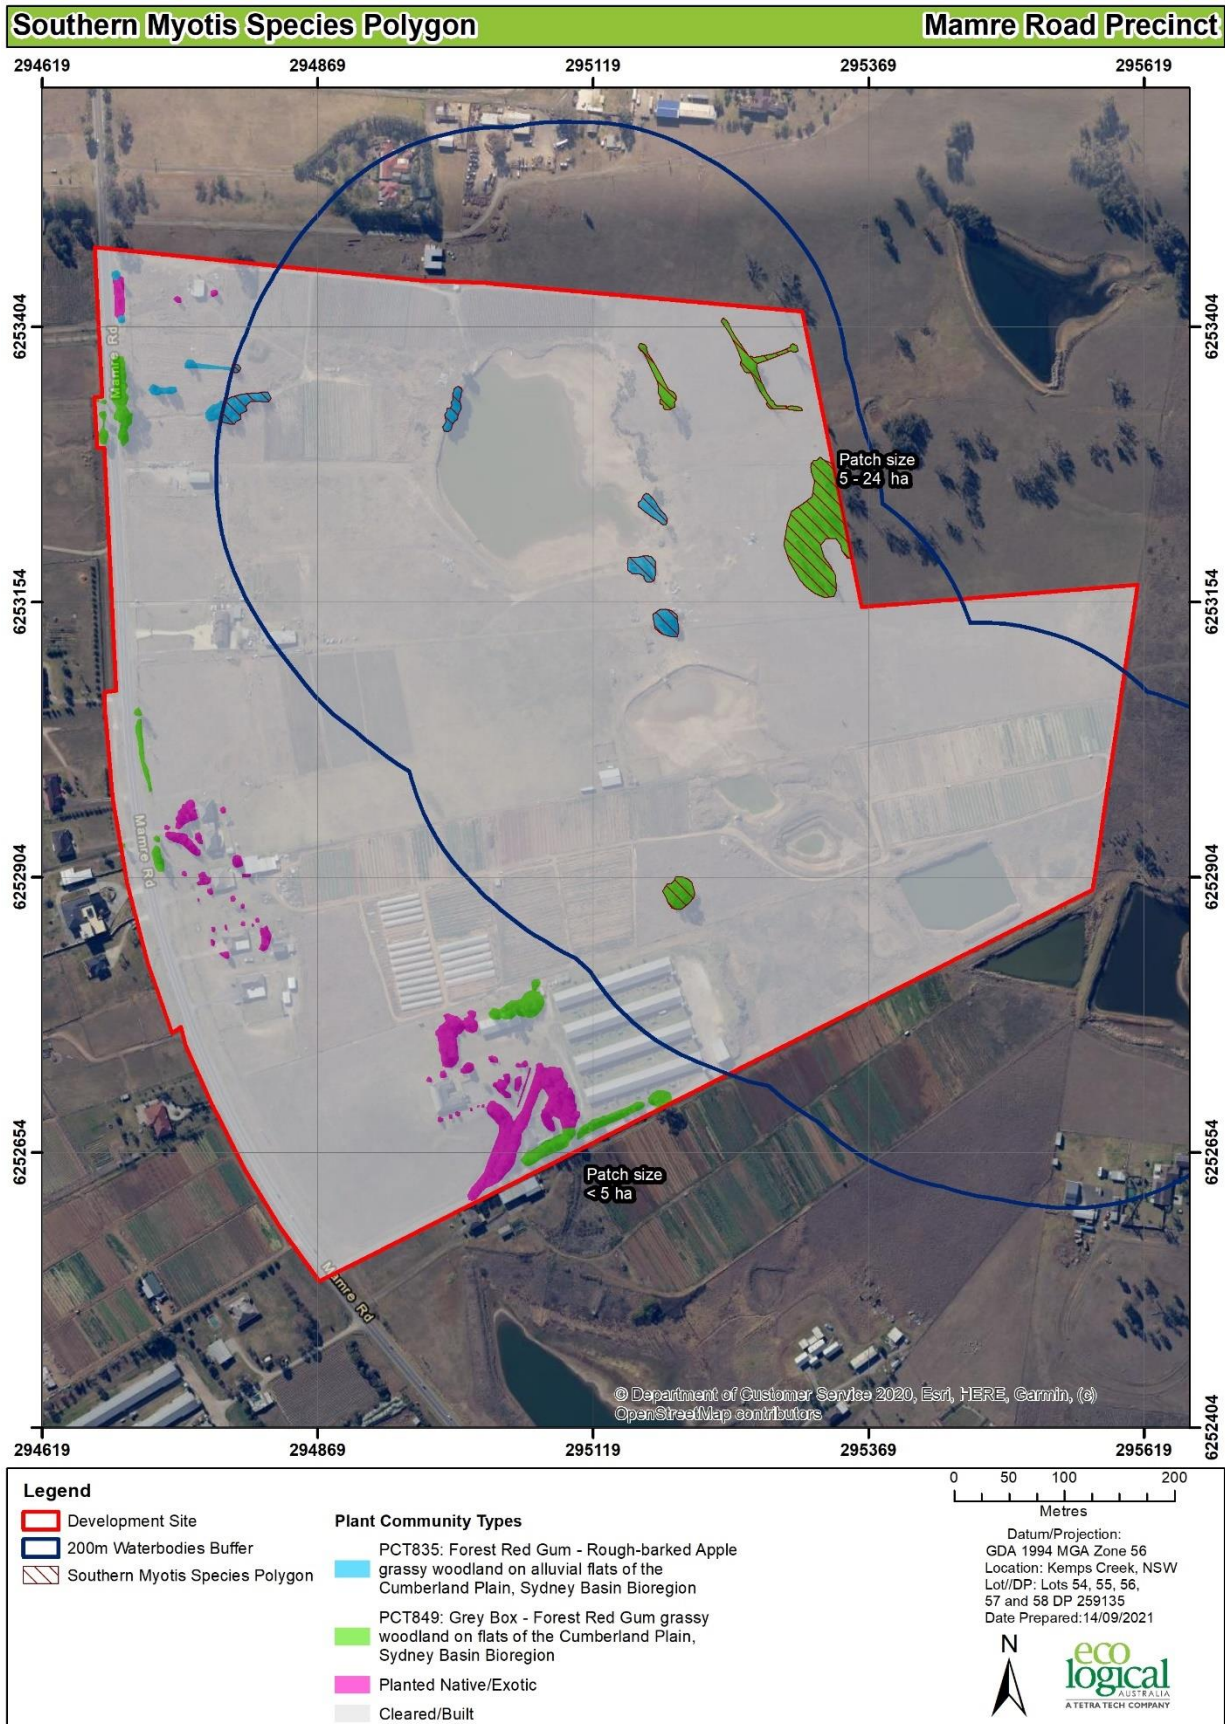 Southern Myotis Species Polygon
Mamre Road Precinct
294619
294869
295119
295369
295619
6253404
6253404
Mamre Rd
Patch size
5 - 24 ha
6253154
6253154
Mamre Rd
6252904
6252904
6252654
6252654
Patch size
< 5 ha
Mamre Rd
© Department of Customer Service 2020, Esri, HERE, Garmin, (c)
OpenStreetMap contributors
6252404
6252404
294619
294869
295119
295369
295619
Legend
Development Site
200m Waterbodies Buffer
Southern Myotis Species Polygon
Plant Community Types
PCT835: Forest Red Gum - Rough-barked Apple
grassy woodland on alluvial flats of the
Cumberland Plain, Sydney Basin Bioregion
PCT849: Grey Box - Forest Red Gum grassy
woodland on flats of the Cumberland Plain,
Sydney Basin Bioregion
Planted Native/Exotic
Cleared/Built
0 50 100 200
Metres
Datum/Projection:
GDA 1994 MGA Zone 56
Location: Kemps Creek, NSW
Lot//DP: Lots 54, 55, 56,
57 and 58 DP 259135
Date Prepared:14/09/2021
N
eco
logical
AUSTRALIA
A TETRA TECH COMPANY